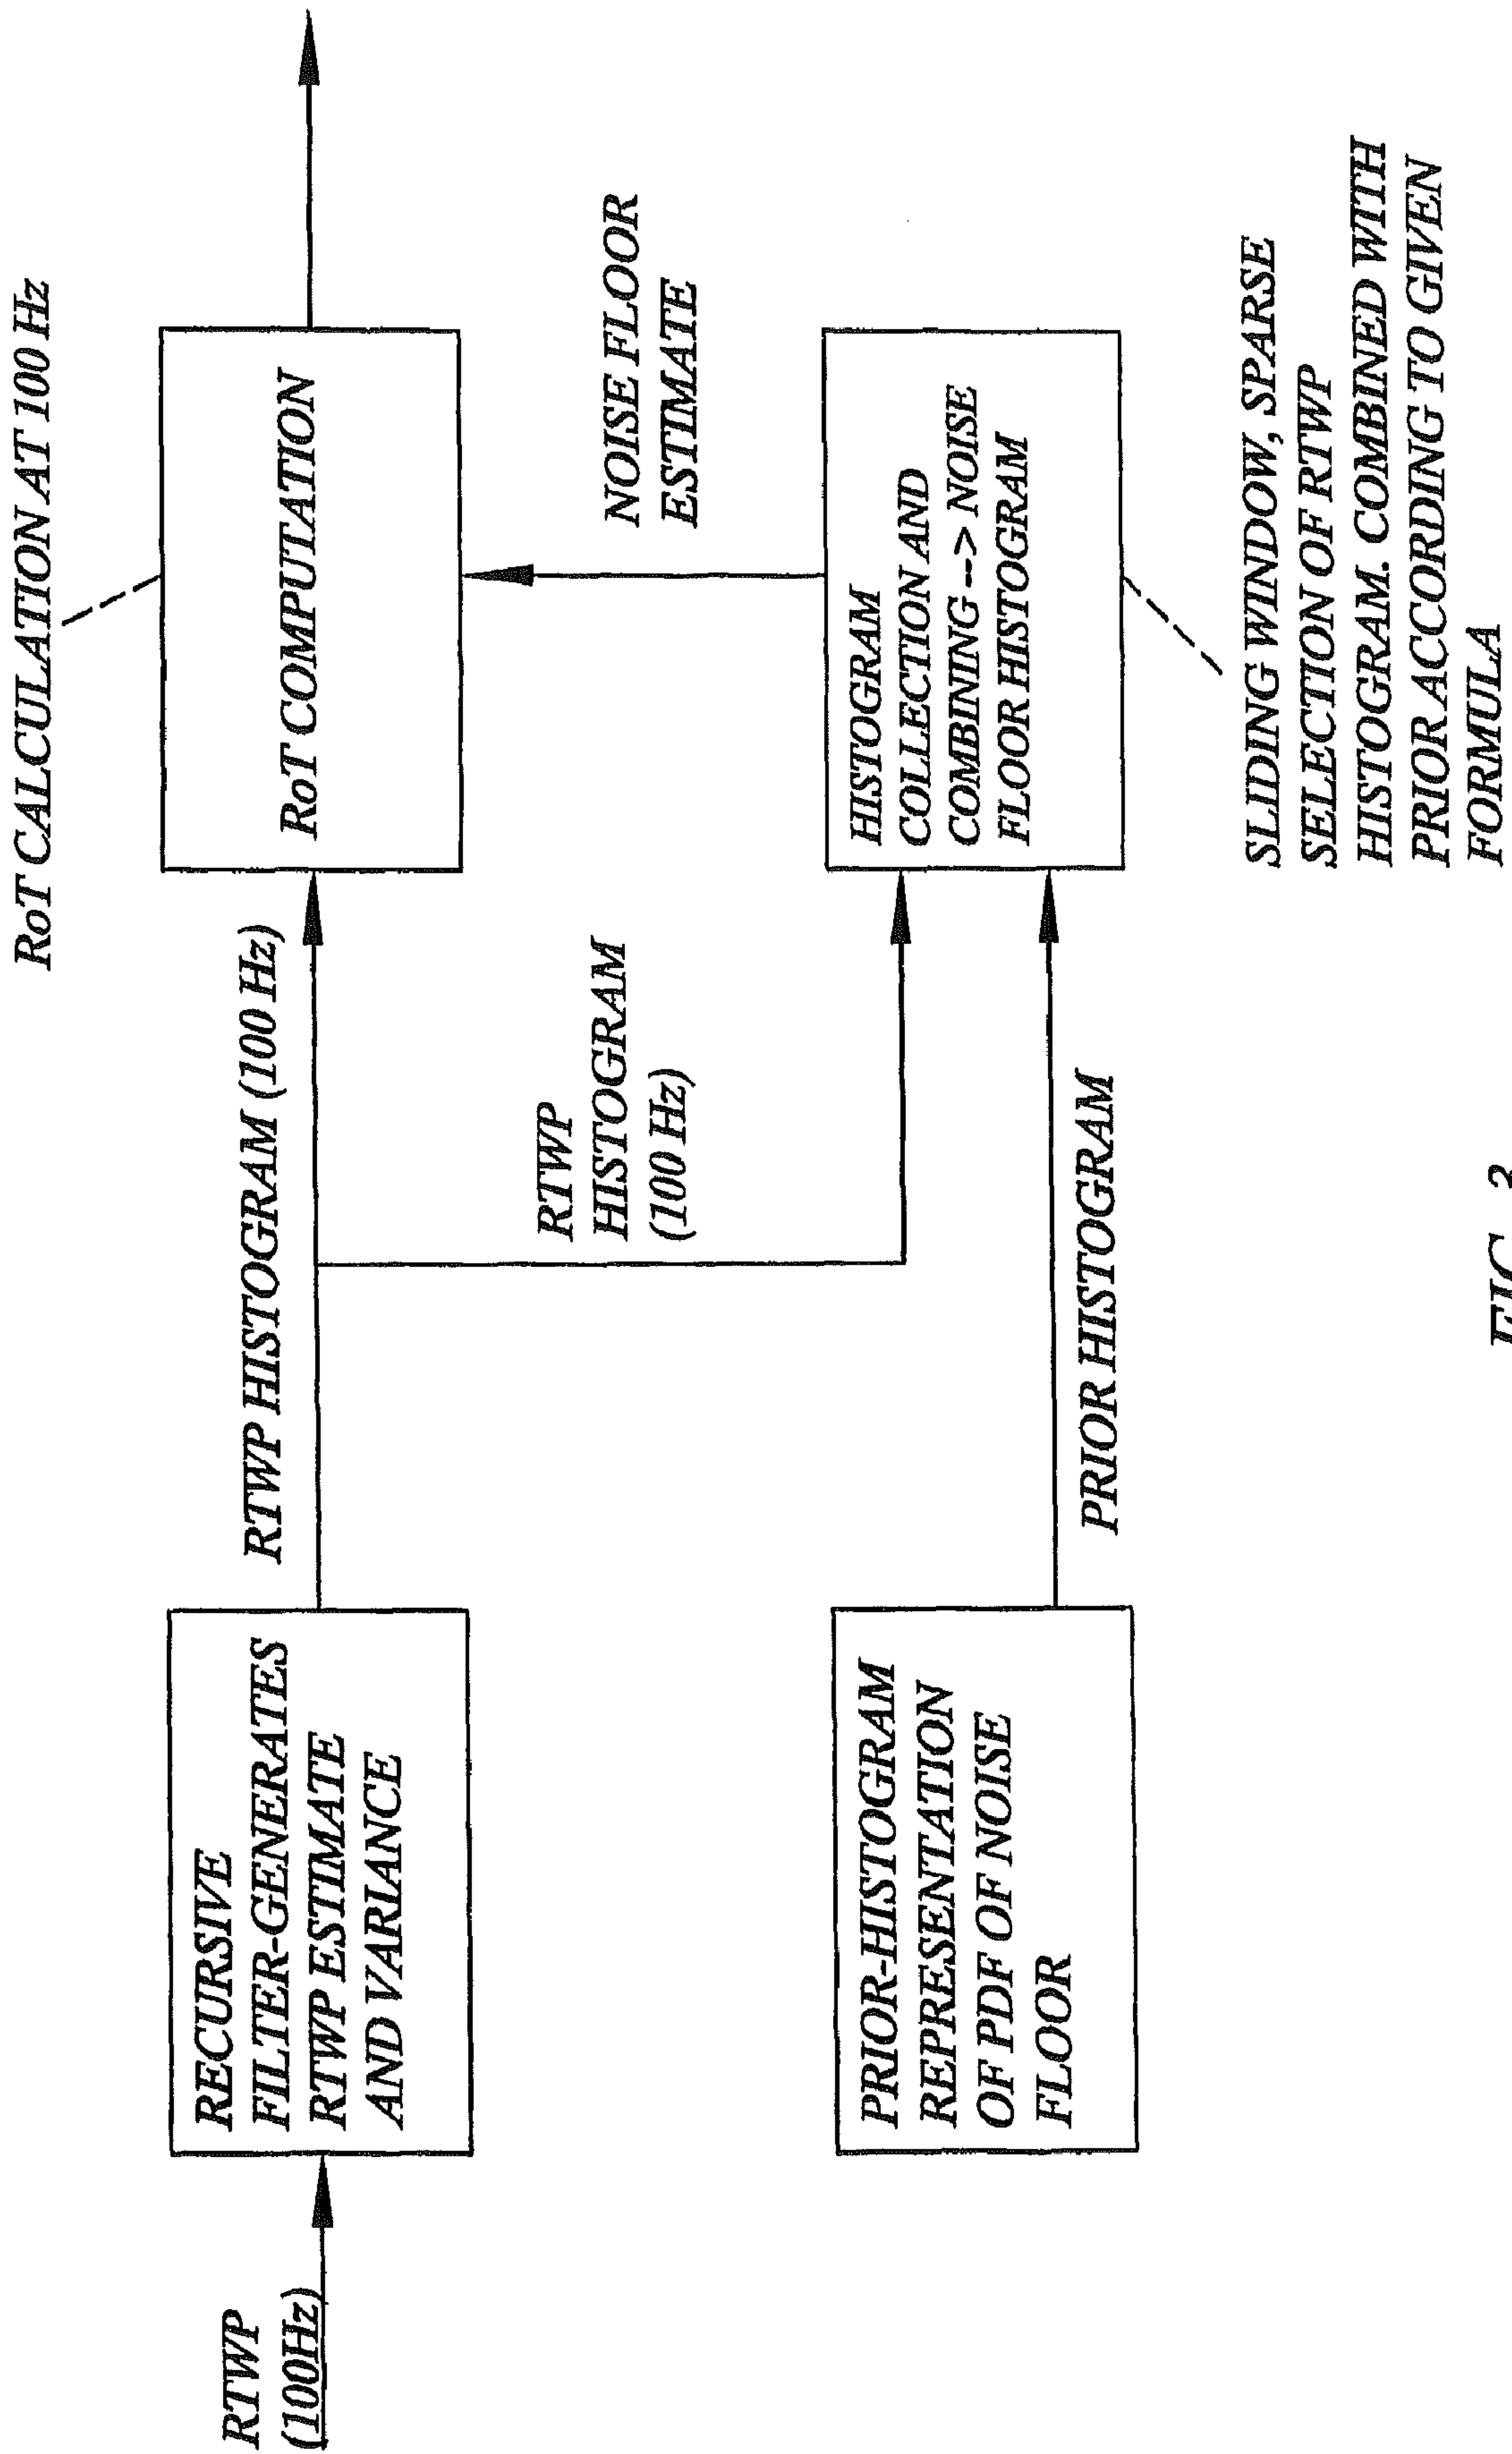 RoT CALCULATION AT 100 Hz
RTWP
(100Hz)
RECURSIVE
FILTER-GENERATES
RTWP ESTIMATE
AND VARIANCE
RTWP HISTOGRAM (100 Hz)
RoT COMPUTATION
RTWP
HISTOGRAM
(100 Hz)
NOISE FLOOR
ESTIMATE
PRIOR-HISTOGRAM
REPRESENTATION
OF PDF OF NOISE
FLOOR
PRIOR HISTOGRAM
HISTOGRAM
COLLECTION AND
COMBINING --> NOISE
FLOOR HISTOGRAM
SLIDING WINDOW, SPARSE
SELECTION OF RTWP
HISTOGRAM. COMBINED WITH
PRIOR ACCORDING TO GIVEN
FORMULA